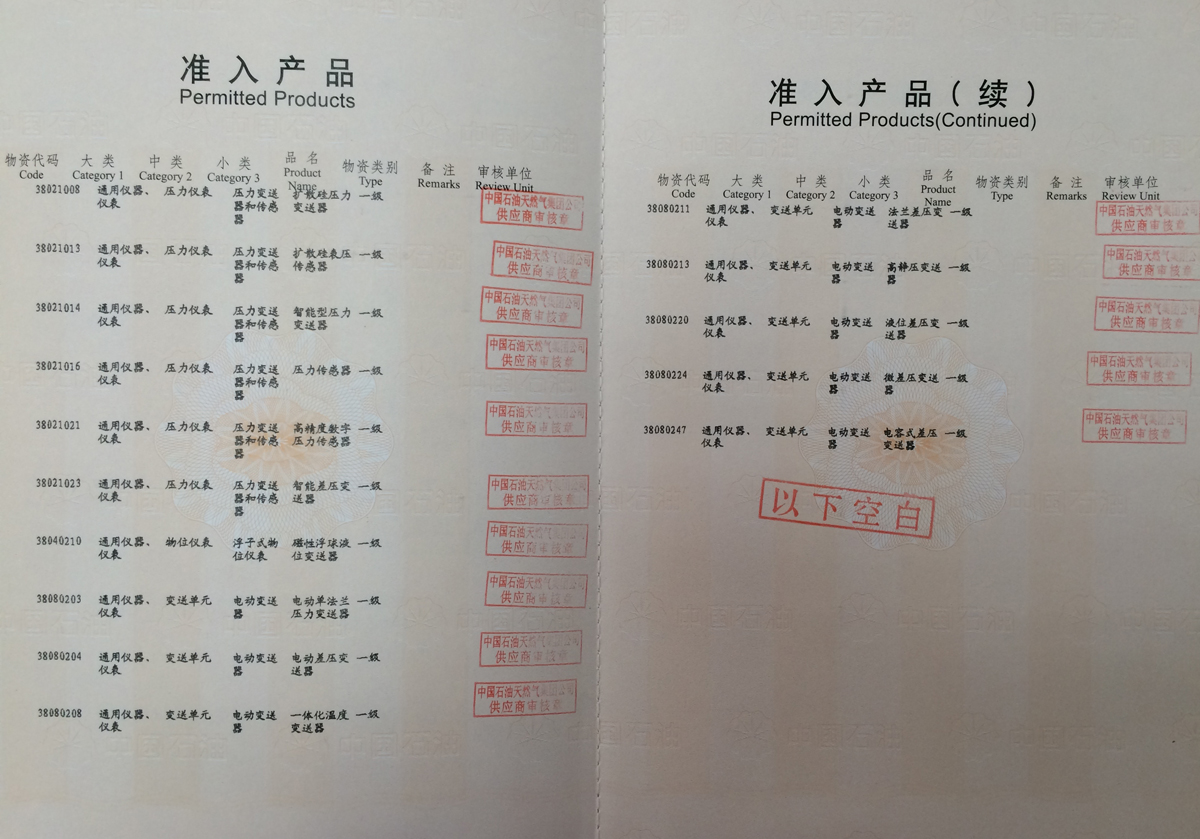 准入产品
Permitted Products
物资代码 大类 中类 小类 品名 物资类别 备注 审核单位
Code Category 1 Category 2 Category 3 Product Name Type Remarks Review Unit
38021008 通用仪器、 压力仪表 压力变送 扩散硅压力 一级
仪表 器和传感 变送器
器
中国石油天然气集团公司
供应商审核章
38021013 通用仪器、 压力仪表 压力变送 扩散硅表压 一级
仪表 器和传感 传感器
器
中国石油天然气集团公司
供应商审核章
38021014 通用仪器、 压力仪表 压力变送 智能型压力 一级
仪表 器和传感 变送器
器
中国石油天然气集团公司
供应商审核章
38021016 通用仪器、 压力仪表 压力变送 压力传感器 一级
仪表 器和传感
器
中国石油天然气集团公司
供应商审核章
38021021 通用仪器、 压力仪表 压力变送 高精度数字 一级
仪表 器和传感 压力传感器
器
中国石油天然气集团公司
供应商审核章
38021023 通用仪器、 压力仪表 压力变送 智能差压变 一级
仪表 器和传感 送器
器
中国石油天然气集团公司
供应商审核章
38040210 通用仪器、 物位仪表 浮子式物 磁性浮球液 一级
仪表 位仪表 位变送器
中国石油天然气集团公司
供应商审核章
38080203 通用仪器、 变送单元 电动变送 电动单法兰 一级
仪表 器 压力变送器
中国石油天然气集团公司
供应商审核章
38080204 通用仪器、 变送单元 电动变送 电动差压变 一级
仪表 器 送器
中国石油天然气集团公司
供应商审核章
38080208 通用仪器、 变送单元 电动变送 一体化温度 一级
仪表 器 变送器
中国石油天然气集团公司
供应商审核章
准入产品(续)
Permitted Products(Continued)
物资代码 大类 中类 小类 品名 物资类别 备注 审核单位
Code Category 1 Category 2 Category 3 Product Name Type Remarks Review Unit
38080211 通用仪器、 变送单元 电动变送 法兰差压变 一级
仪表 器 送器
中国石油天然气集团公司
供应商审核章
38080213 通用仪器、 变送单元 电动变送 高静压变送 一级
仪表 器 器
中国石油天然气集团公司
供应商审核章
38080220 通用仪器、 变送单元 电动变送 液位差压变 一级
仪表 器 送器
中国石油天然气集团公司
供应商审核章
38080224 通用仪器、 变送单元 电动变送 微差压变送 一级
仪表 器 器
中国石油天然气集团公司
供应商审核章
38080247 通用仪器、 变送单元 电动变送 电容式差压 一级
仪表 器 变送器
中国石油天然气集团公司
供应商审核章
以下空白